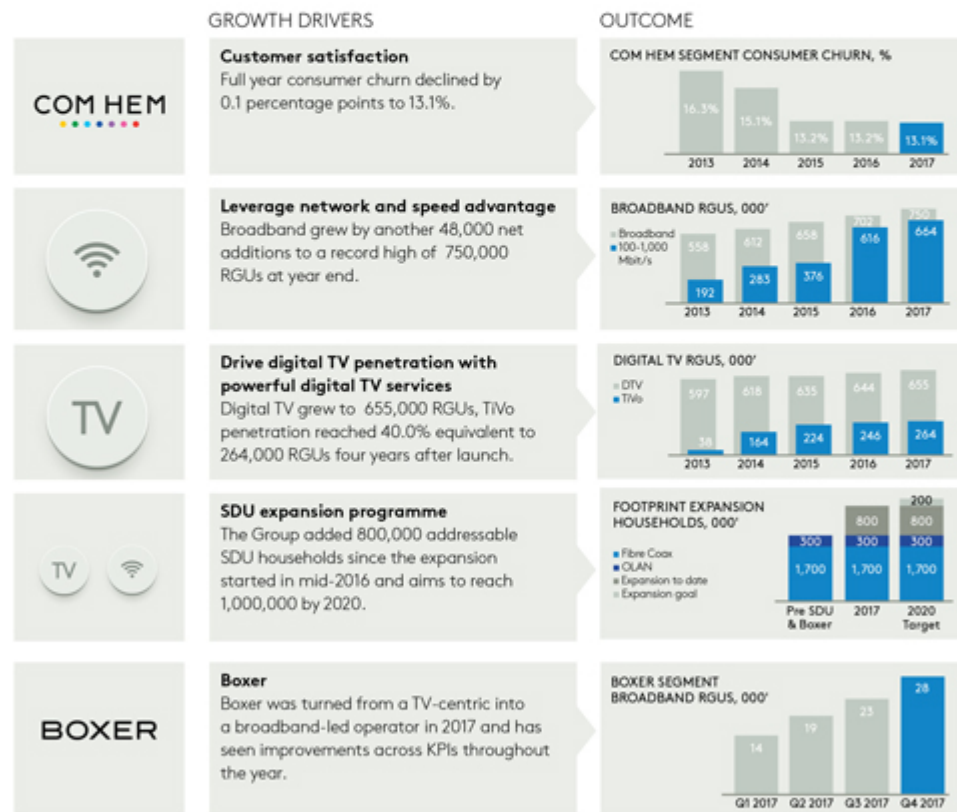 GROWTH DRIVERS
OUTCOME
COM HEM
Customer satisfaction
Full year consumer churn declined by
0.1 percentage points to 13.1%.
COM HEM SEGMENT CONSUMER CHURN, %
16.3%
15.1%
13.2%
13.2%
13.1%
2013 2014 2015 2016 2017
Leverage network and speed advantage
Broadband grew by another 48,000 net
additions to a record high of 750,000
RGUs at year end.
BROADBAND RGUS, 000'
Broadband
100-1,000
Mbit/s
558 612 658 702 750
192 283 376 616 664
2013 2014 2015 2016 2017
TV
Drive digital TV penetration with
powerful digital TV services
Digital TV grew to 655,000 RGUs, TiVo
penetration reached 40.0% equivalent to
264,000 RGUs four years after launch.
DIGITAL TV RGUS, 000'
DTV
TiVo
597 618 635 644 655
38 164 224 246 264
2013 2014 2015 2016 2017
TV
SDU expansion programme
The Group added 800,000 addressable
SDU households since the expansion
started in mid-2016 and aims to reach
1,000,000 by 2020.
FOOTPRINT EXPANSION
HOUSEHOLDS, 000'
Fibre Coax
OLAN
Expansion to date
Expansion goal
200
800 800
300 300 300
1,700 1,700 1,700
Pre SDU
& Boxer
2017
2020
Target
BOXER
Boxer
Boxer was turned from a TV-centric into
a broadband-led operator in 2017 and has
seen improvements across KPIs throughout
the year.
BOXER SEGMENT
BROADBAND RGUS, 000'
14 19 23 28
Q1 2017 Q2 2017 Q3 2017 Q4 2017